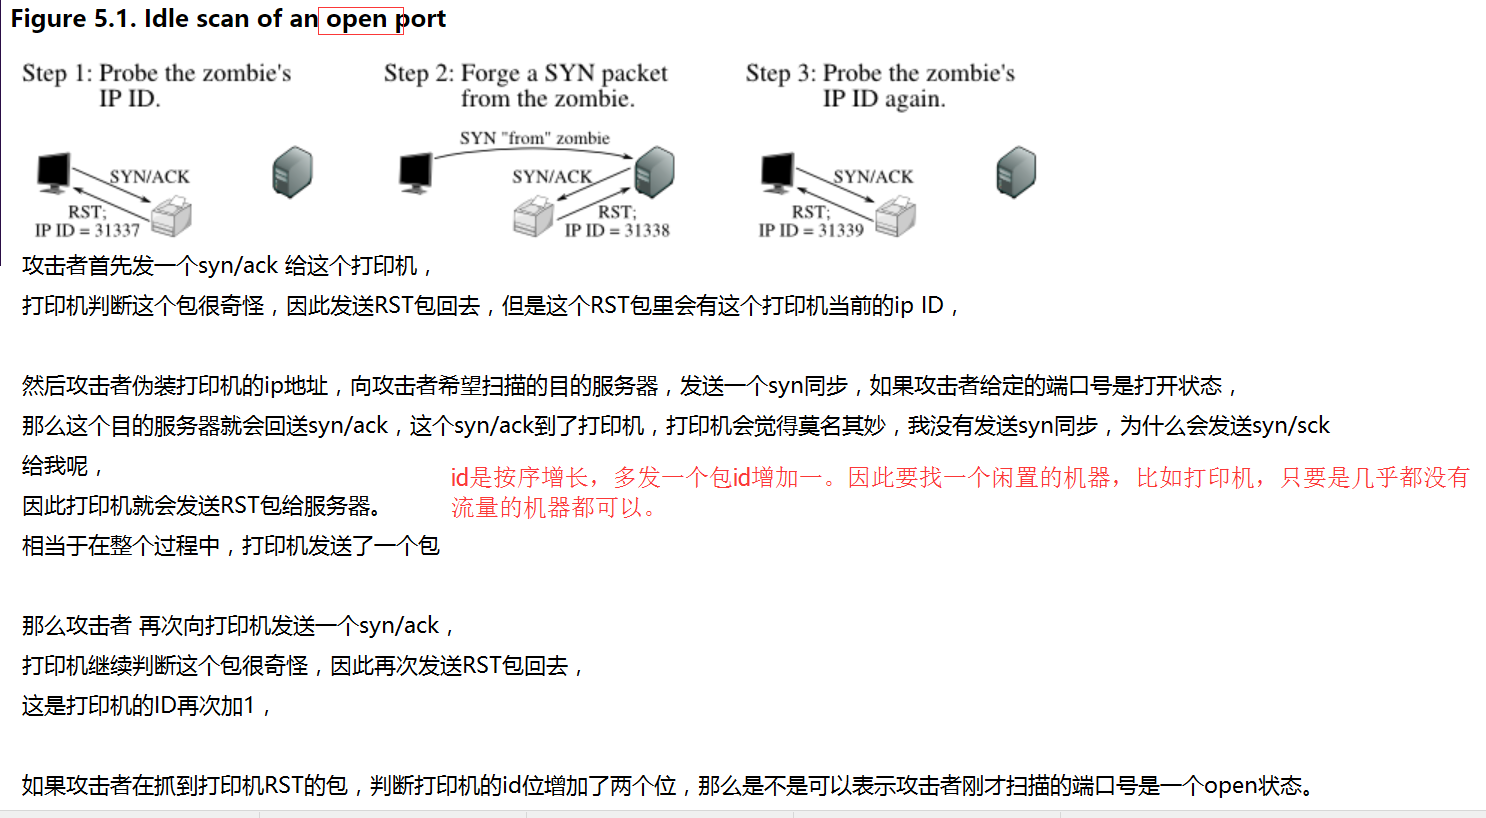 Figure 5.1. Idle scan of an open port
Step 1: Probe the zombie's
IP ID.
Step 2: Forge a SYN packet
from the zombie.
Step 3: Probe the zombie's
IP ID again.
SYN/ACK
RST;
IP ID = 31337
SYN "from" zombie
SYN/ACK
RST;
IP ID = 31338
SYN/ACK
RST;
IP ID = 31339
攻击者首先发一个syn/ack 给这个打印机，
打印机判断这个包很奇怪，因此发送RST包回去，但是这个RST包里会有这个打印机当前的ip ID，
然后攻击者伪装打印机的ip地址，向攻击者希望扫描的目的服务器，发送一个syn同步，如果攻击者给定的端口号是打开状态，
那么这个目的服务器就会回送syn/ack，这个syn/ack到了打印机，打印机会觉得莫名其妙，我没有发送syn同步，为什么会发送syn/sck
给我呢，
因此打印机就会发送RST包给服务器。
相当于在整个过程中，打印机发送了一个包
id是按序增长，多发一个包id增加一。因此要找一个闲置的机器，比如打印机，只要是几乎都没有
流量的机器都可以。
那么攻击者 再次向打印机发送一个syn/ack，
打印机继续判断这个包很奇怪，因此再次发送RST包回去，
这是打印机的ID再次加1，
如果攻击者在抓到打印机RST的包，判断打印机的id位增加了两个位，那么是不是可以表示攻击者刚才扫描的端口号是一个open状态。